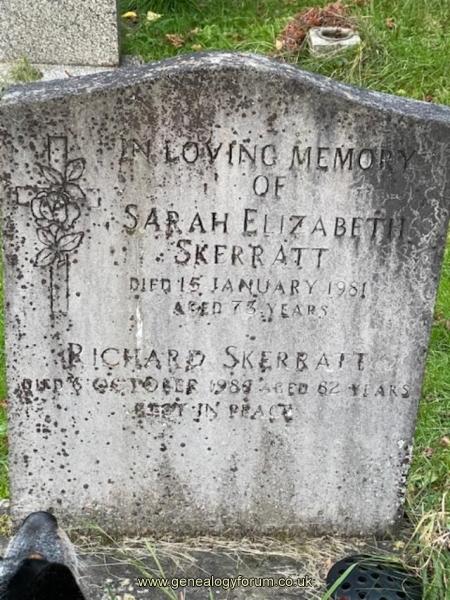 IN LOVING MEMORY
OF
SARAH ELIZABETH
SKERRATT
DIED 15 JANUARY 1981
AGED 73 YEARS
RICHARD SKERRATT
DIED OCTOBER AGED 82 YEARS
REST IN PEACE
www.genealogyforum.co.uk